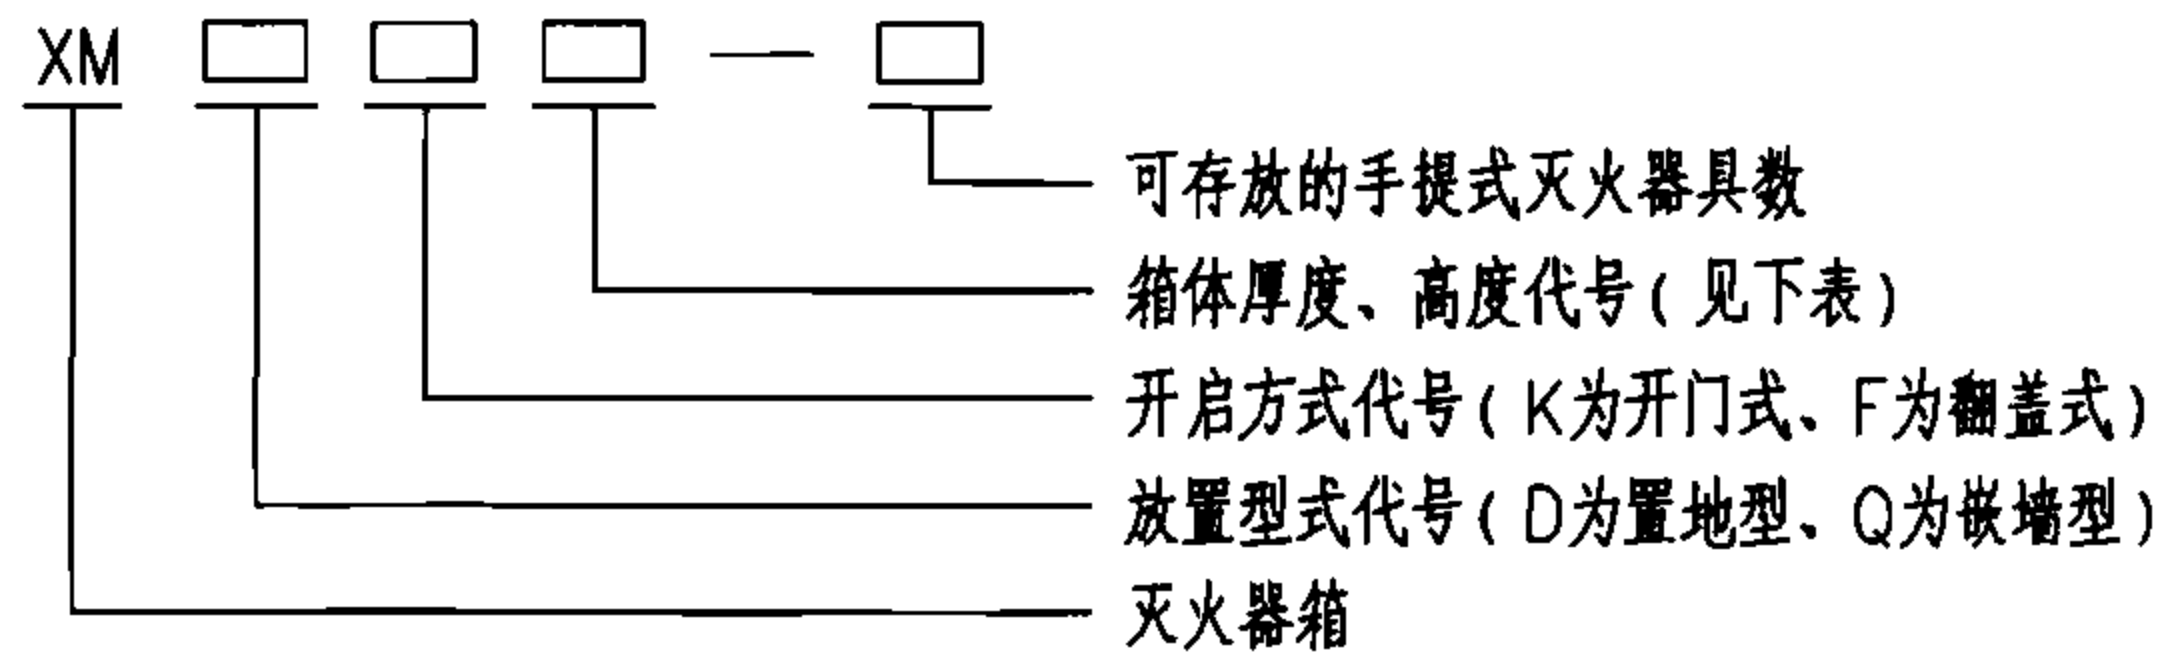 XM □ □ □ — □
可存放的手提式灭火器具数
箱体厚度、高度代号(见下表)
开启方式代号(K为开门式、F为翻盖式)
放置型式代号(D为置地型、Q为嵌墙型)
灭火器箱